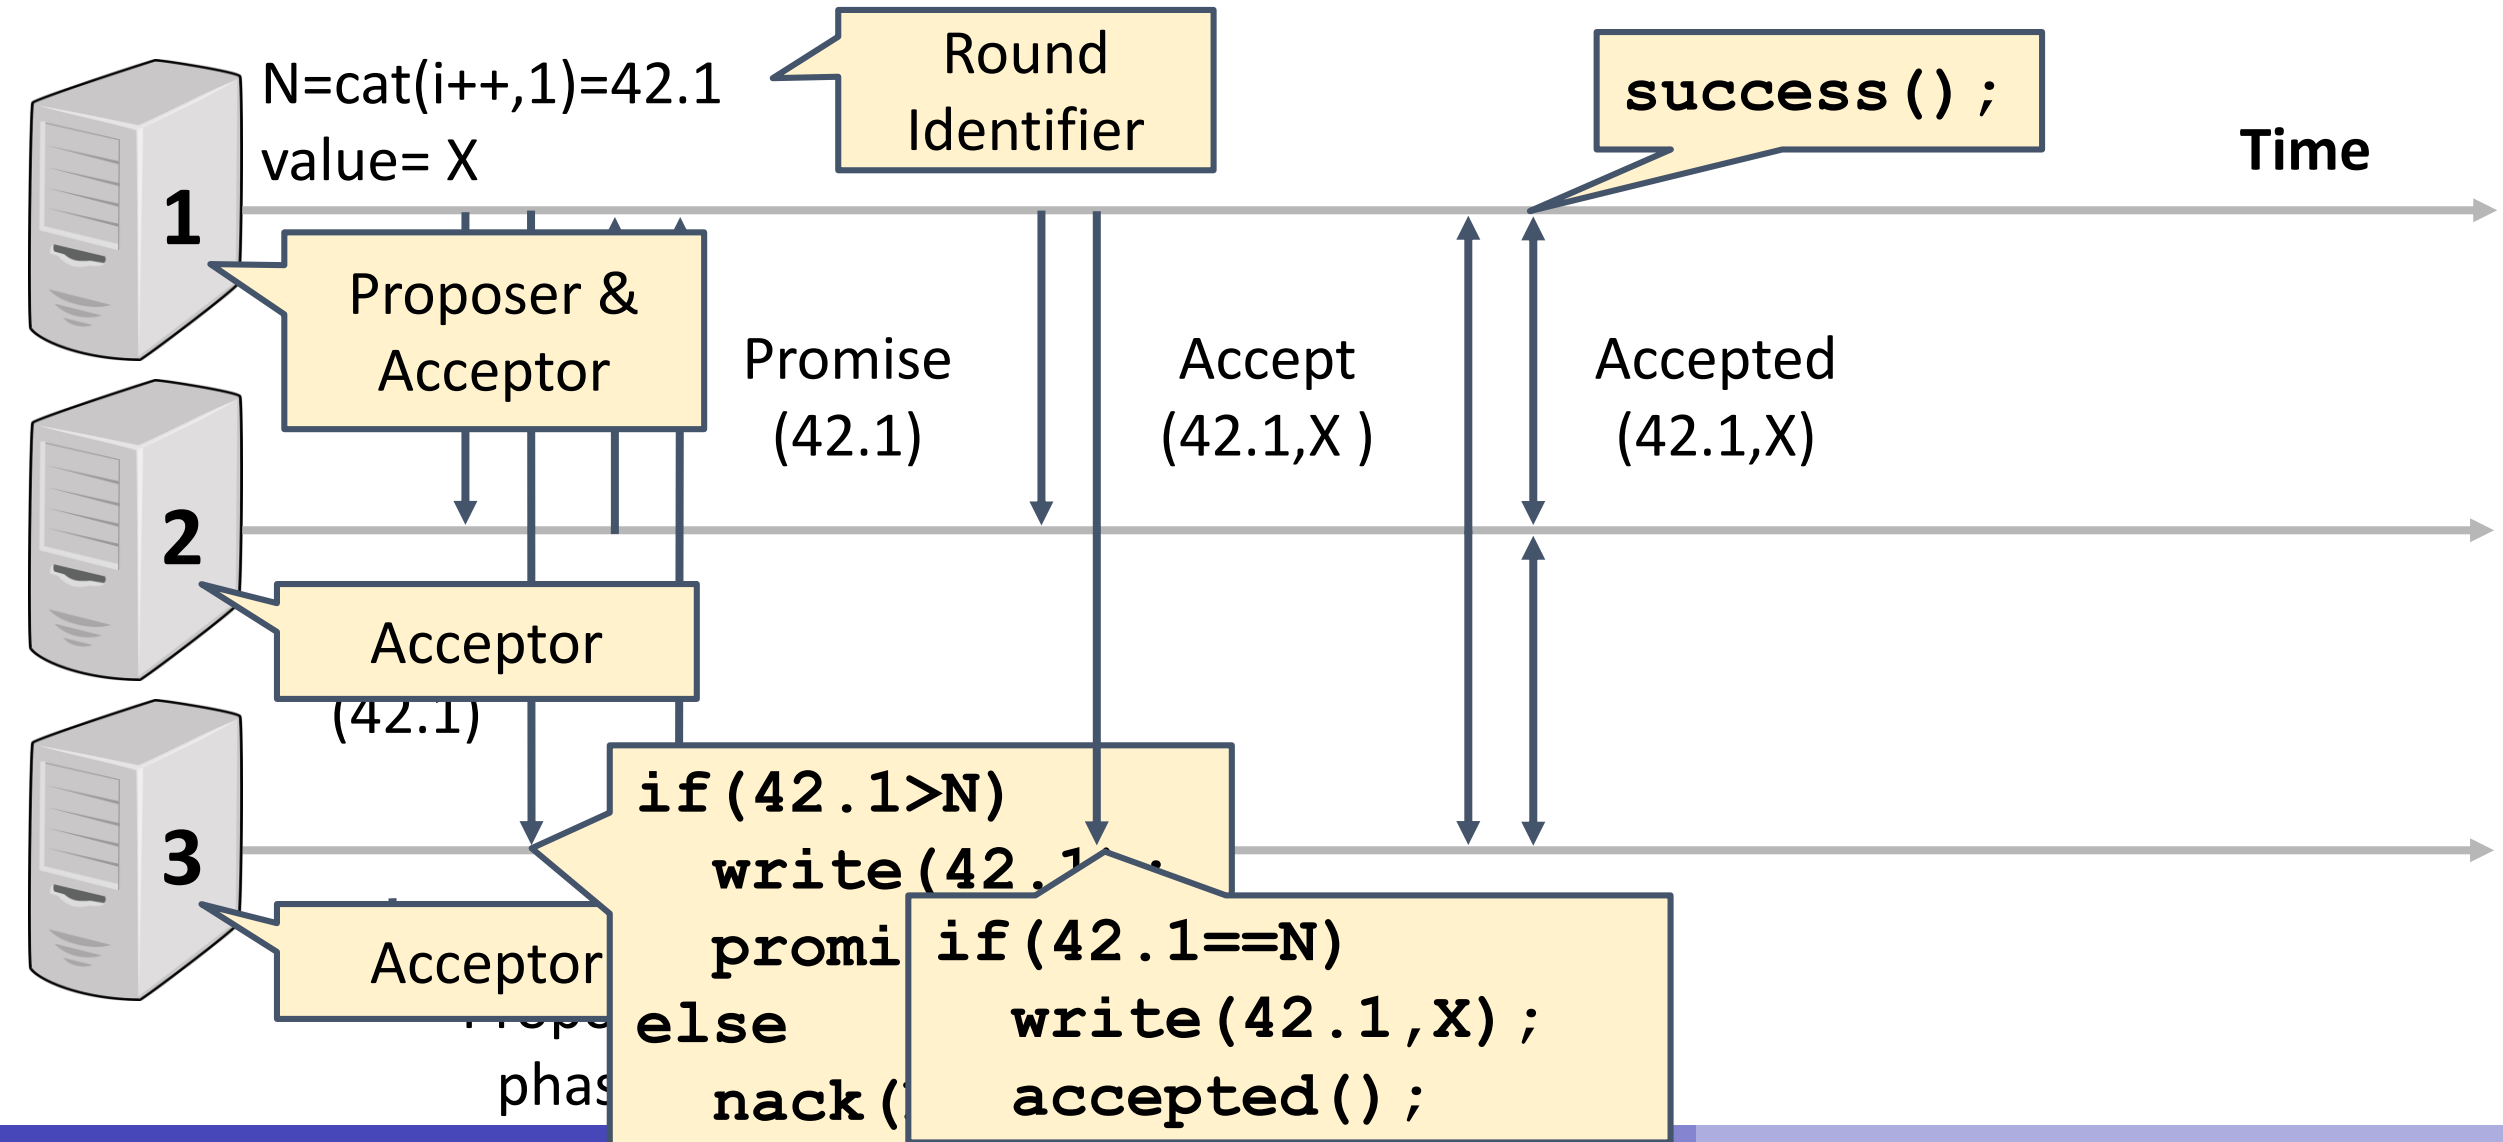 N=cat(i++,1)=42.1
value= X
Round
Identifier
success();
Time
1
Proposer &
Acceptor
Promise
(42.1)
Accept
(42.1,X )
Accepted
(42.1,X)
2
Acceptor
(42.1)
3
Acceptor
if(42.1>N)
write(42.1
promi
else
nack(
if(42.1==N)
write(42.1,X);
accepted();
phas